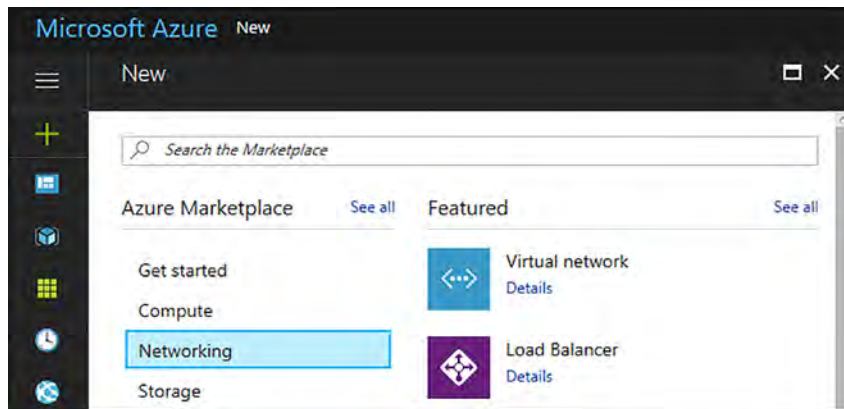 Microsoft Azure New
New
Search the Marketplace
Azure Marketplace See all
Featured See all
Get started
Compute
Networking
Storage
Virtual network
Details
Load Balancer
Details